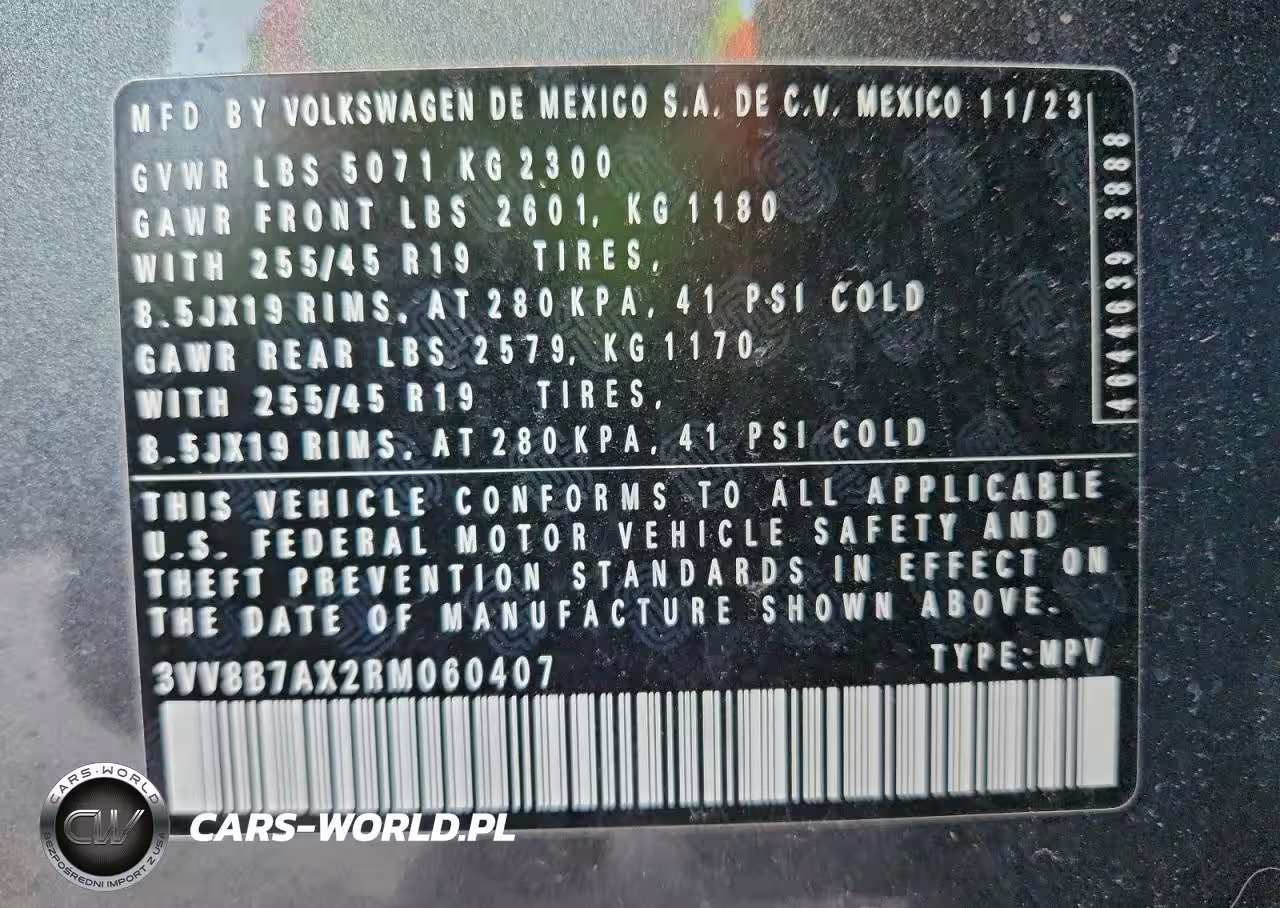 MFD BY VOLKSWAGEN DE MEXICO S.A. DE C.V. MEXICO 11/23
GVWR LBS 5071 KG 2300
GAWR FRONT LBS 2601, KG 1180
WITH 255/45 R19 TIRES,
8.5JX19 RIMS, AT 280 KPA, 41 PSI COLD
GAWR REAR LBS 2579, KG 1170
WITH 255/45 R19 TIRES,
8.5JX19 RIMS, AT 280 KPA, 41 PSI COLD
4644039 3888
THIS VEHICLE CONFORMS TO ALL APPLICABLE
U.S. FEDERAL MOTOR VEHICLE SAFETY AND
THEFT PREVENTION STANDARDS IN EFFECT ON
THE DATE OF MANUFACTURE SHOWN ABOVE.
3VV8B7AX2RM060407 TYPE:MPV
CARS-WORLD
CW
BEZPOŚREDNI IMPORT Z USA
CARS-WORLD.PL